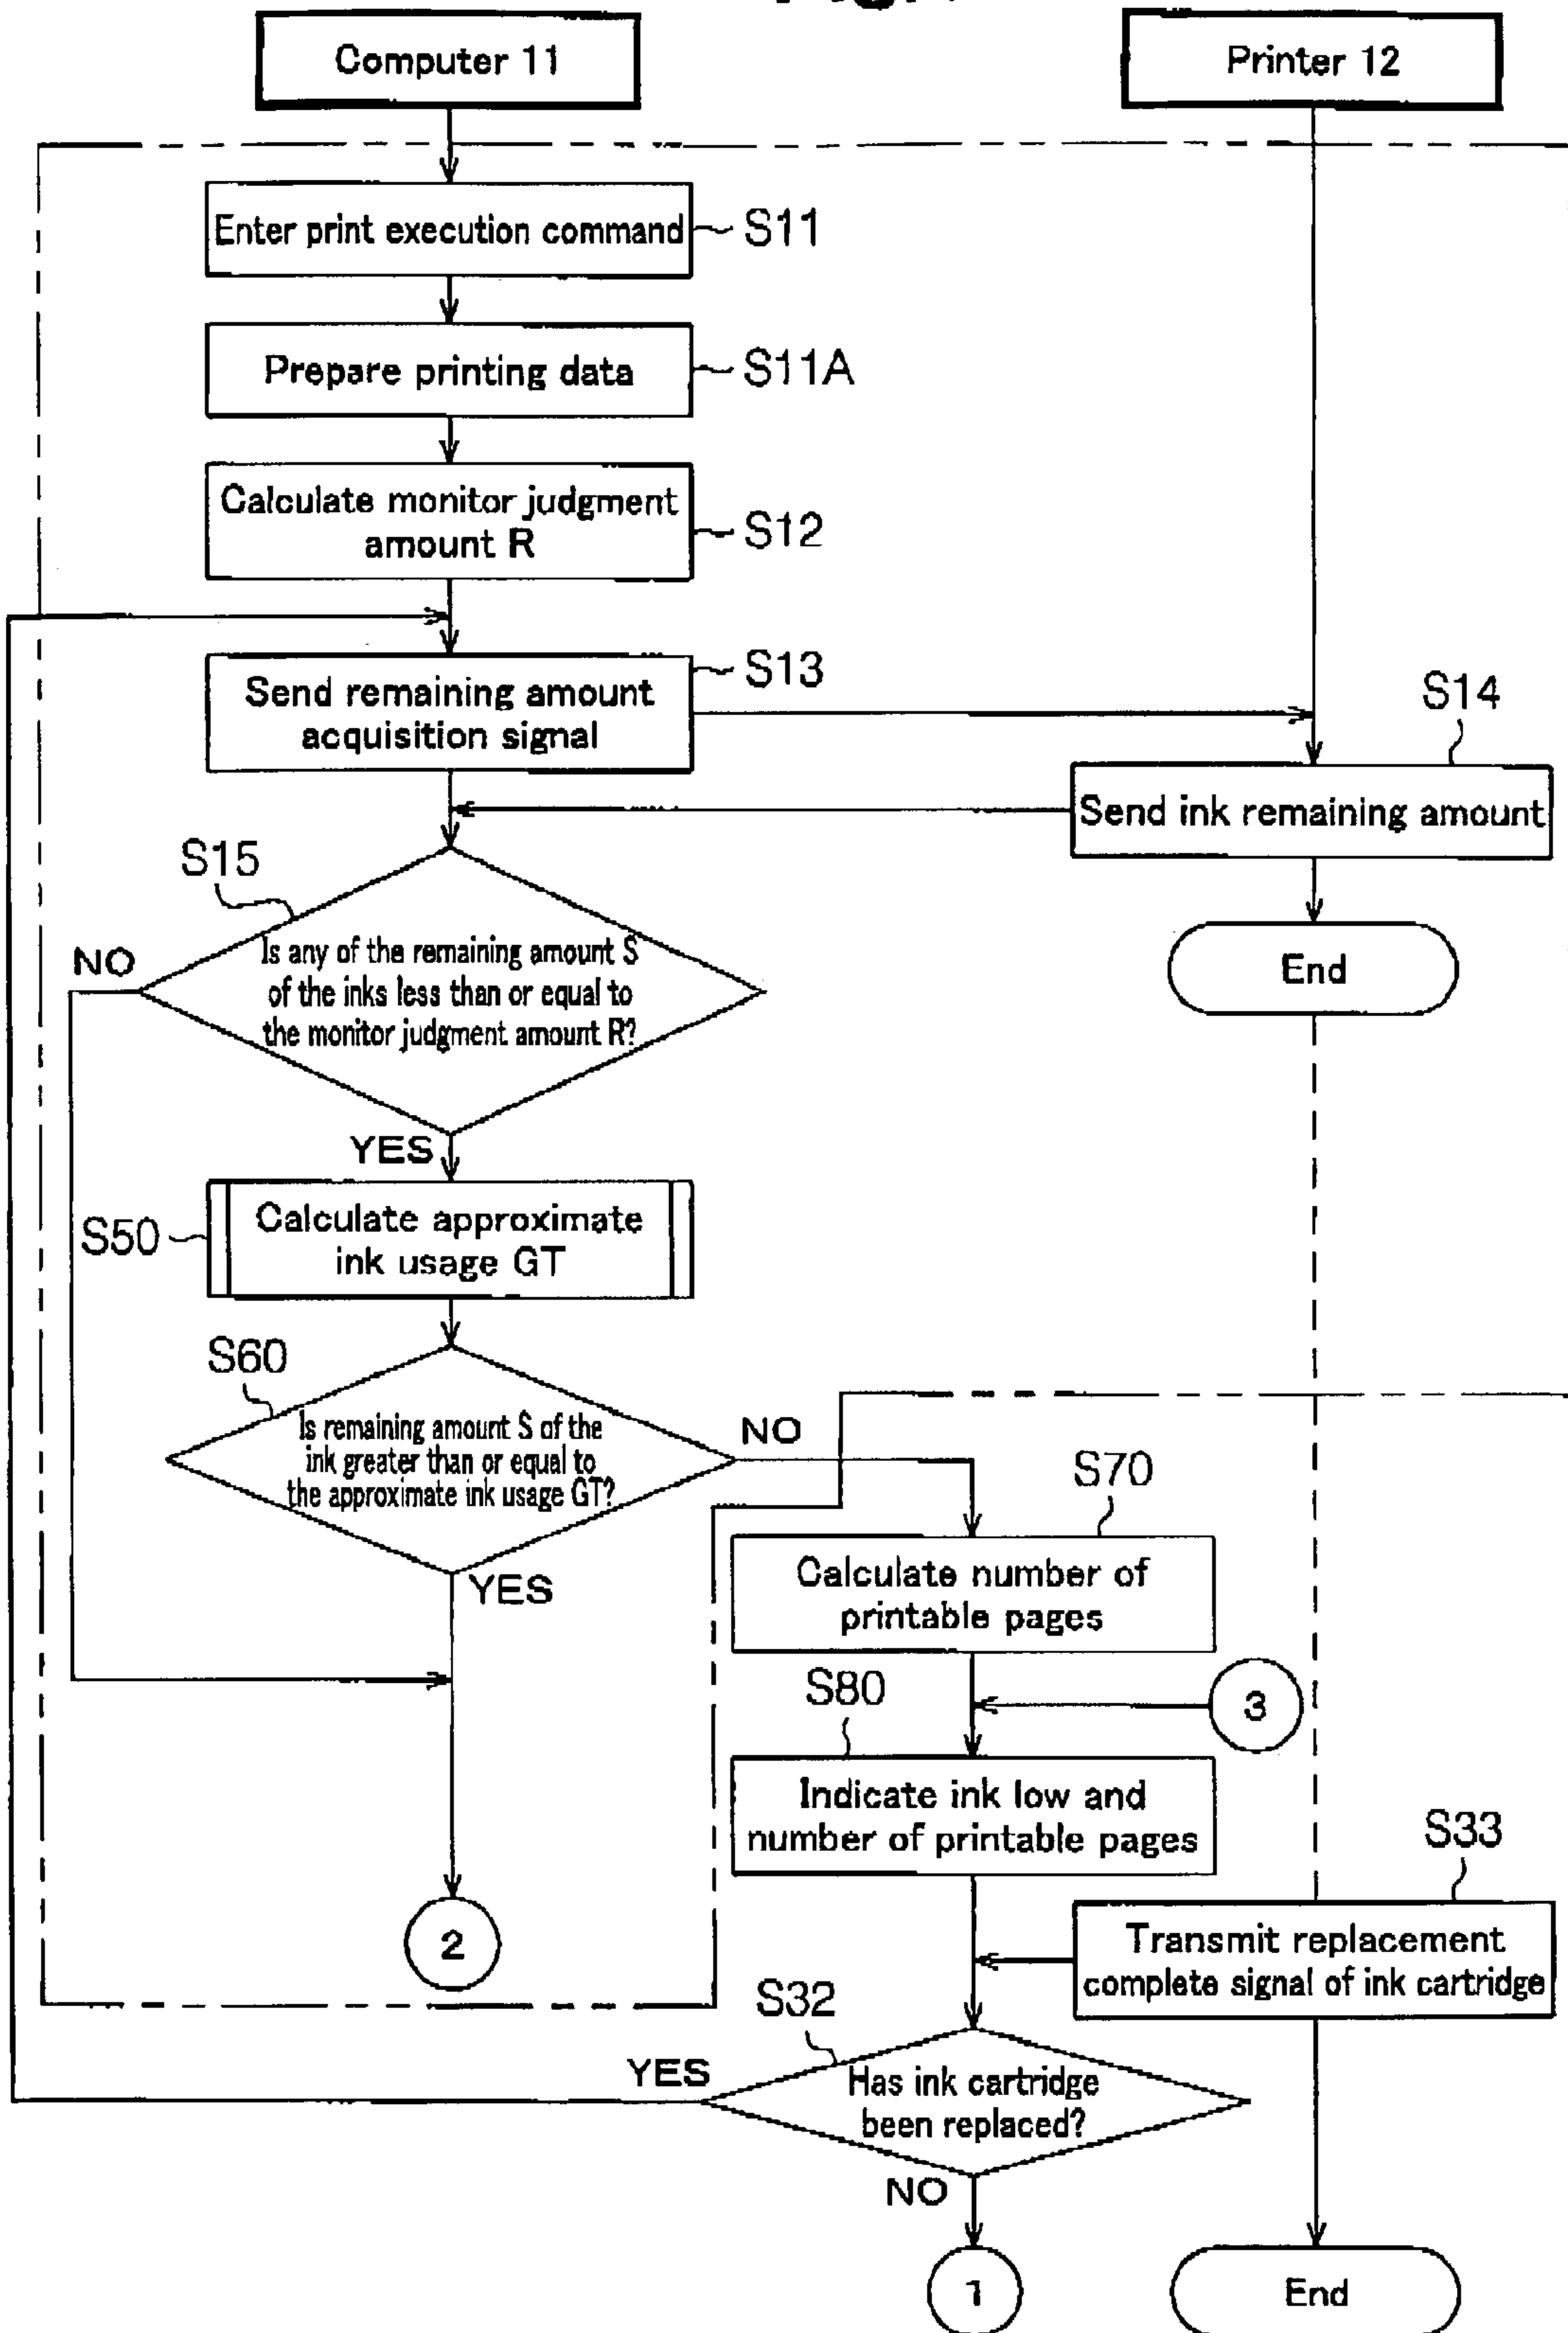 Computer 11
Printer 12
Enter print execution command
S11
Prepare printing data
S11A
Calculate monitor judgment
amount R
S12
Send remaining amount
acquisition signal
S13
S14
Send ink remaining amount
End
S15
Is any of the remaining amount S
of the inks less than or equal to
the monitor judgment amount R?
NO
YES
S50
Calculate approximate
ink usage GT
S60
Is remaining amount S of the
ink greater than or equal to
the approximate ink usage GT?
NO
YES
S70
Calculate number of
printable pages
3
S80
Indicate ink low and
number of printable pages
2
S33
Transmit replacement
complete signal of ink cartridge
S32
Has ink cartridge
been replaced?
YES
NO
1
End